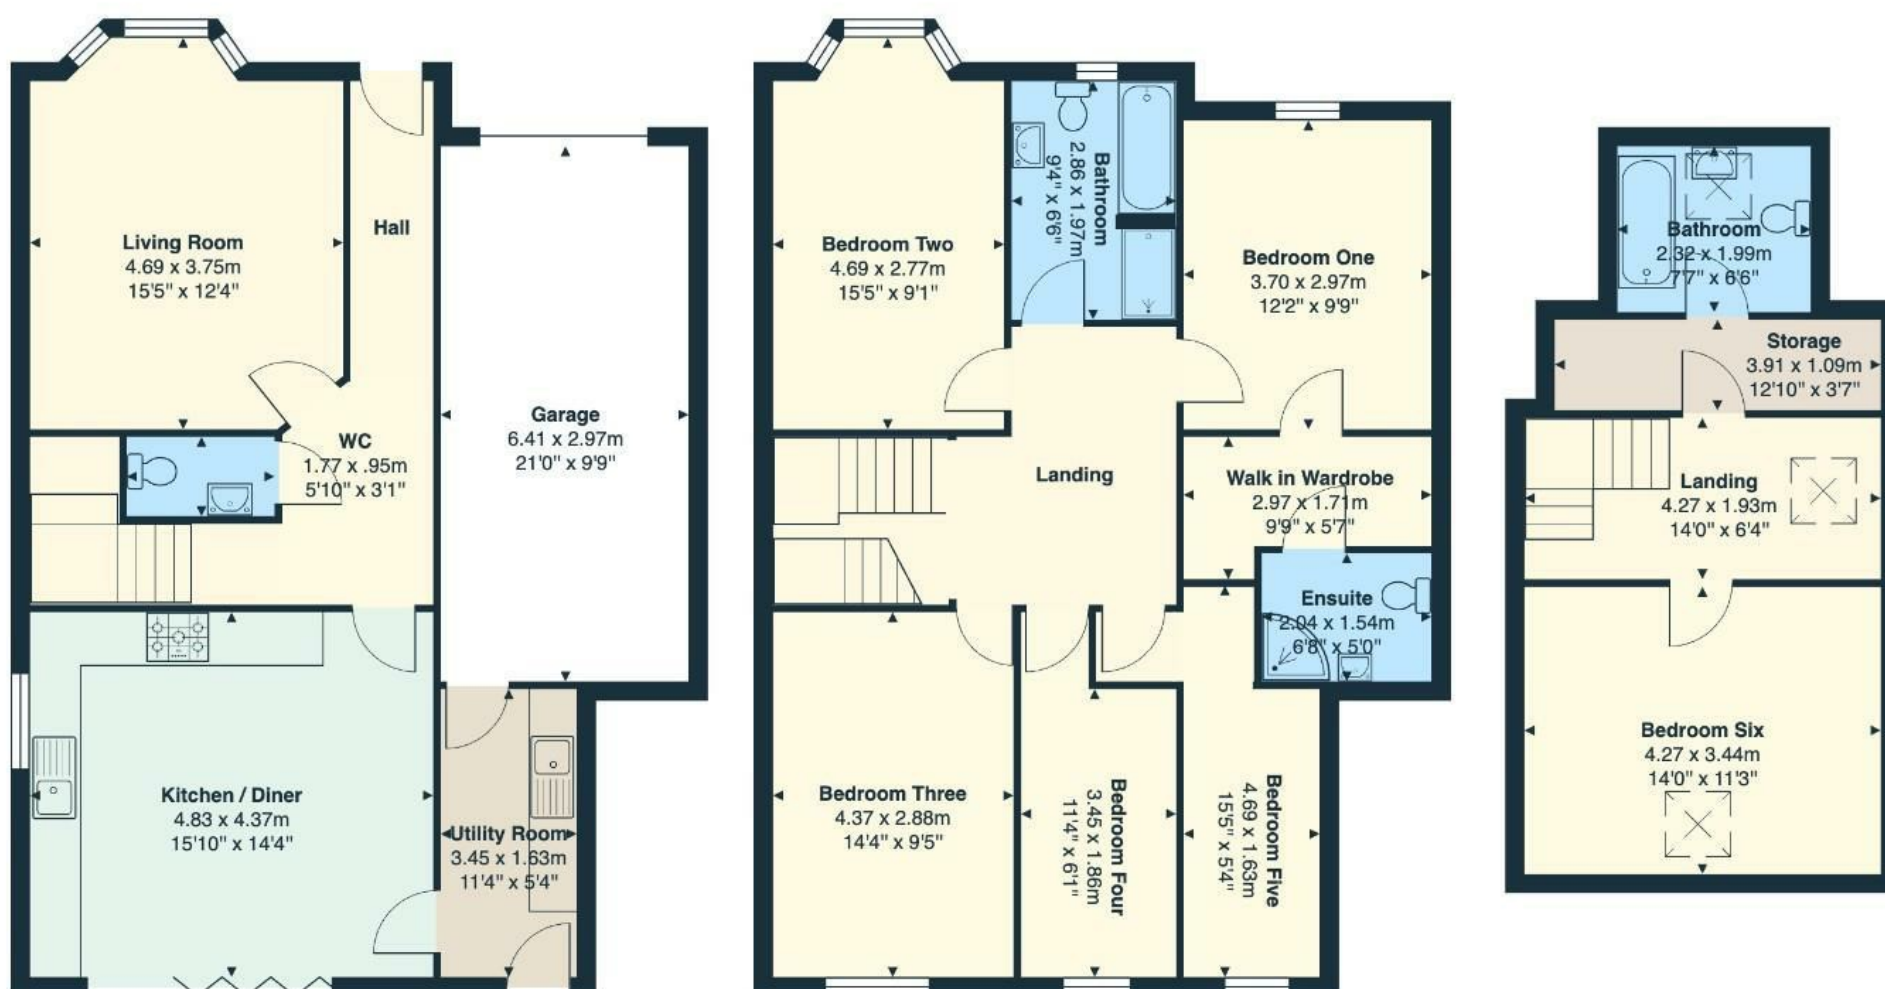 Living Room
4.69 x 3.75m
15'5" x 12'4"
Hall
WC
1.77 x .95m
5'10" x 3'1"
Garage
6.41 x 2.97m
21'0" x 9'9"
Kitchen / Diner
4.83 x 4.37m
15'10" x 14'4"
Utility Room
3.45 x 1.63m
11'4" x 5'4"
Bedroom Two
4.69 x 2.77m
15'5" x 9'1"
Bathroom
2.86 x 1.97m
9'4" x 6'6"
Bedroom One
3.70 x 2.97m
12'2" x 9'9"
Landing
Walk in Wardrobe
2.97 x 1.71m
9'9" x 5'7"
Ensuite
2.04 x 1.54m
6'8" x 5'0"
Bedroom Three
4.37 x 2.88m
14'4" x 9'5"
Bedroom Four
3.45 x 1.86m
11'4" x 6'1"
Bedroom Five
4.69 x 1.63m
15'5" x 5'4"
Bathroom
2.32 x 1.99m
7'7" x 6'6"
Storage
3.91 x 1.09m
12'10" x 3'7"
Landing
4.27 x 1.93m
14'0" x 6'4"
Bedroom Six
4.27 x 3.44m
14'0" x 11'3"